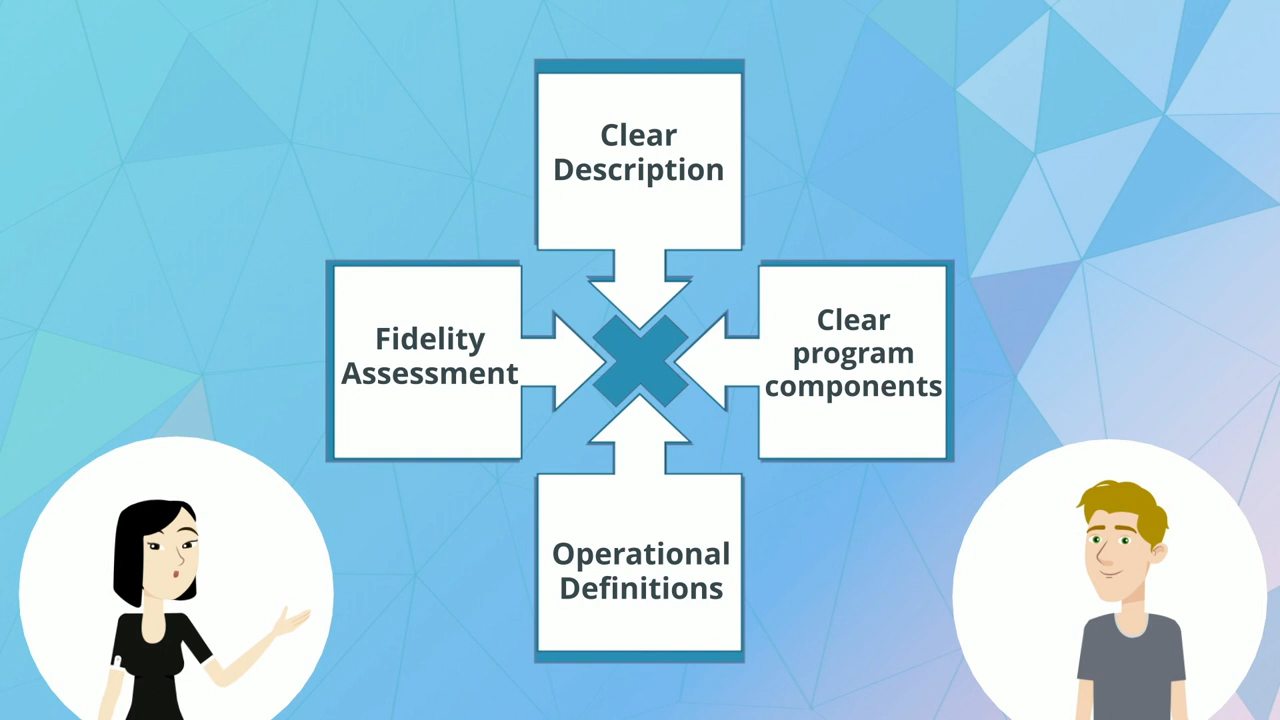 Clear
Description
Fidelity
Assessment
Clear
program
components
Operational
Definitions